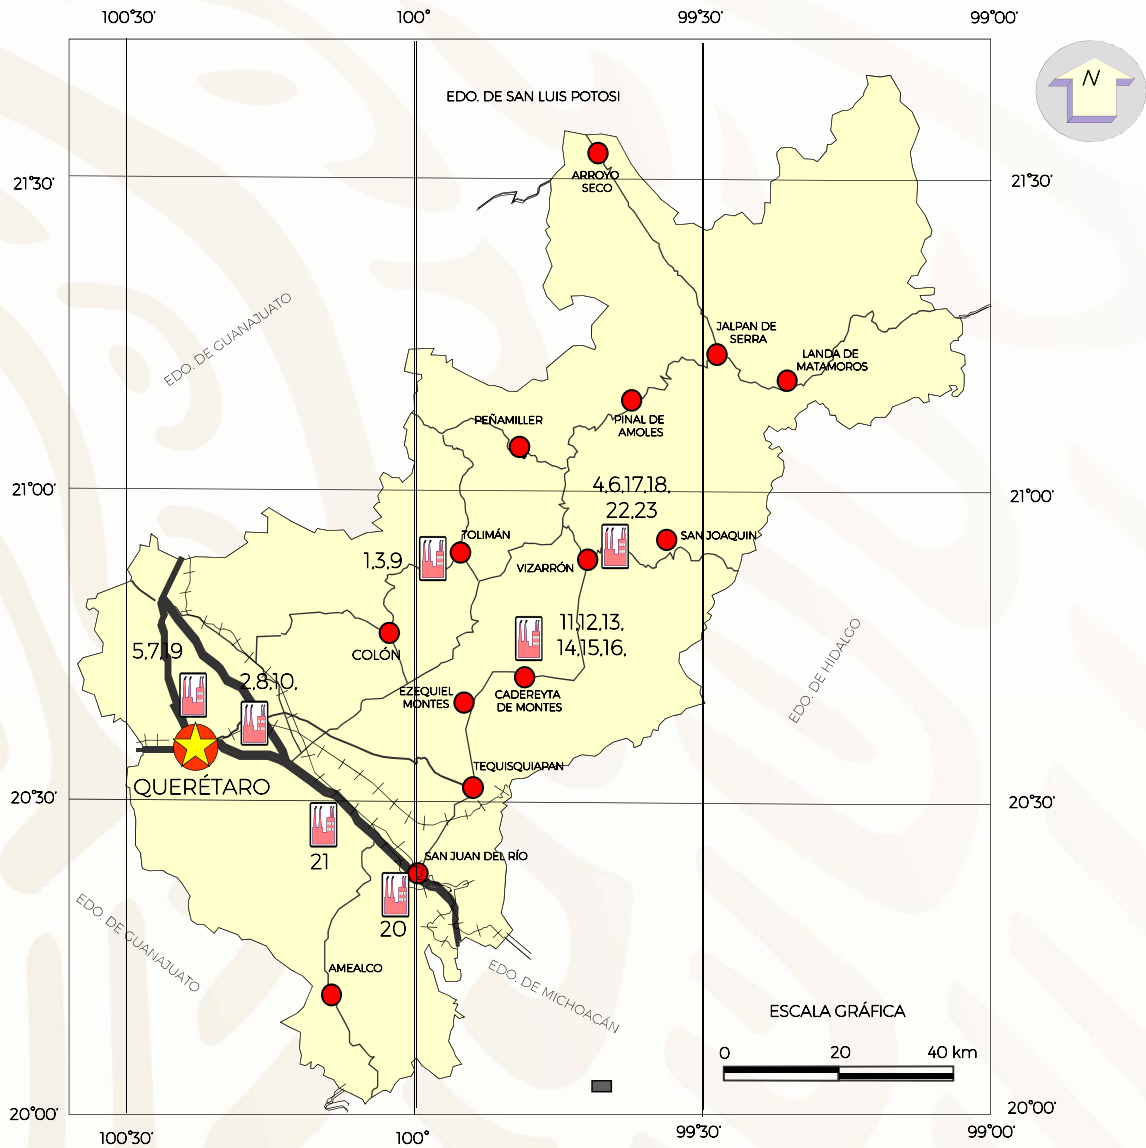 100°30'
100°
99°30'
99°00'
N
EDO. DE SAN LUIS POTOSI
21°30'
ARROYO
SECO
21°30'
EDO. DE GUANAJUATO
JALPAN DE
SERRA
LANDA DE
MATAMOROS
PEÑAMILLER
PINAL DE
AMOLES
21°00'
4,6,17,18,
22,23
21°00'
TOLIMÁN
SAN JOAQUIN
1,3,9
VIZARRÓN
11,12,13,
14,15,16,
5,7,19
COLÓN
EDO. DE HIDALGO
2,8,10,
EZEQUIEL
MONTES
CADEREYTA
DE MONTES
TEQUISQUIAPAN
QUERÉTARO
20°30'
20°30'
21
SAN JUAN DEL RÍO
20
EDO. DE GUANAJUATO
AMEALCO
EDO. DE MICHOACÁN
ESCALA GRÁFICA
0
20
40 km
20°00'
20°00'
100°30'
100°
99°30'
99°00'